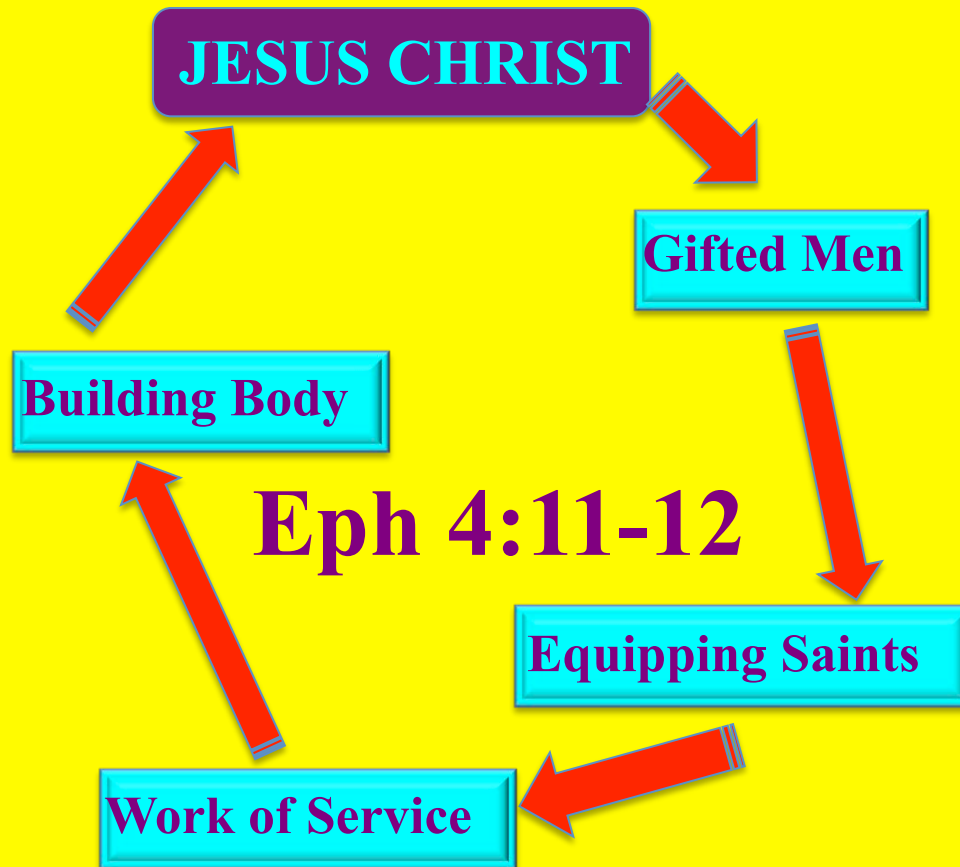 JESUS CHRIST
Gifted Men
Building Body
Eph 4:11-12
Equipping Saints
Work of Service